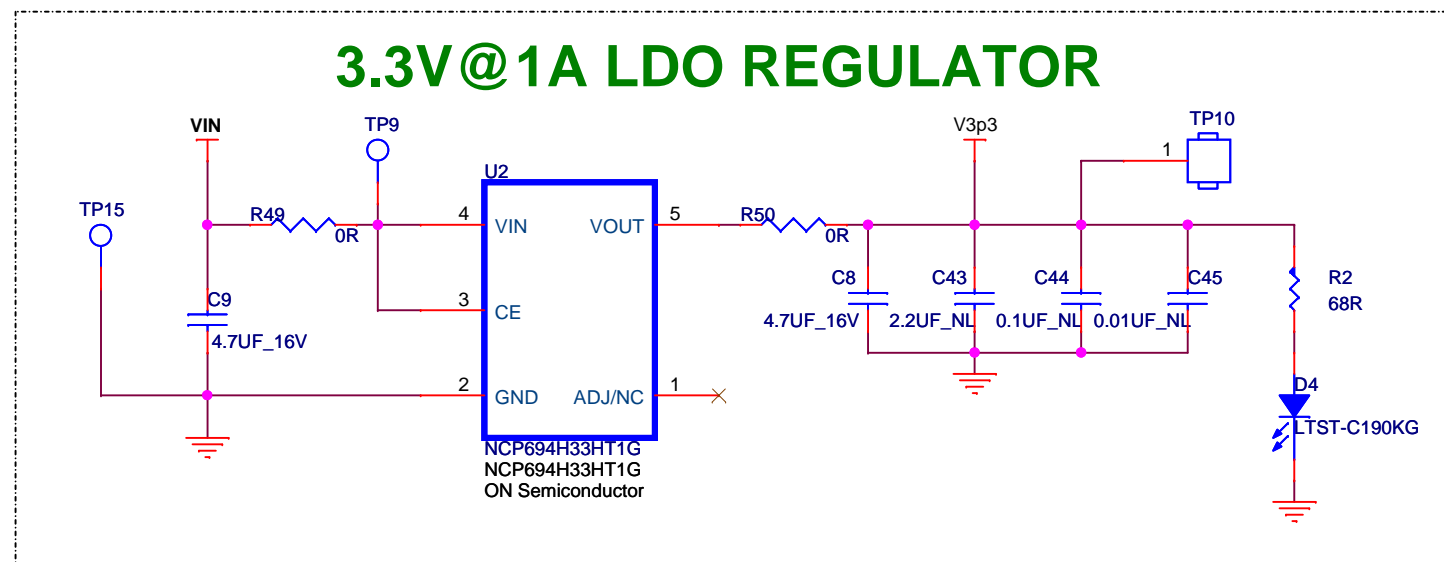 3.3V@1A LDO REGULATOR
VIN
TP9
V3p3
TP10
1
U2
TP15
R49
0R
4
VIN
VOUT
5
R50
0R
C9
4.7UF_16V
3
CE
C8
4.7UF_16V
C43
2.2UF_NL
C44
0.1UF_NL
C45
0.01UF_NL
R2
68R
2
GND
ADJ/NC
1
D4
LTST-C190KG
NCP694H33HT1G
NCP694H33HT1G
ON Semiconductor